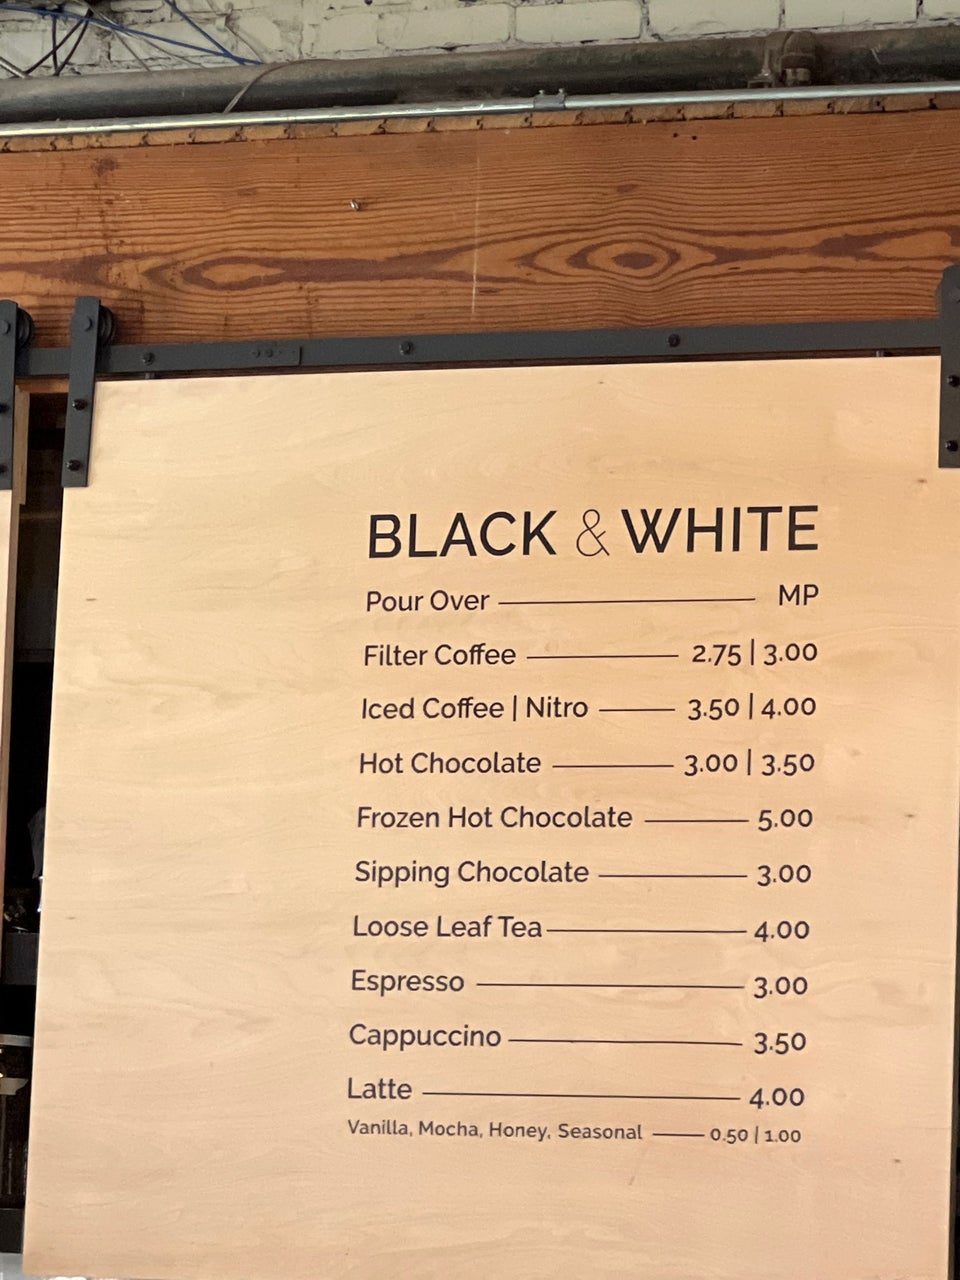 BLACK & WHITE
Pour Over MP
Filter Coffee 2.75 | 3.00
Iced Coffee | Nitro 3.50 | 4.00
Hot Chocolate 3.00 | 3.50
Frozen Hot Chocolate 5.00
Sipping Chocolate 3.00
Loose Leaf Tea 4.00
Espresso 3.00
Cappuccino 3.50
Latte 4.00
Vanilla, Mocha, Honey, Seasonal 0.50 | 1.00